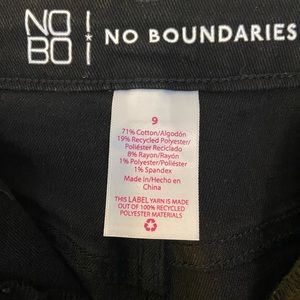 NO
BO
NO BOUNDARIES
9
71% Cotton/Algodón
19% Recycled Polyester/
Poliéster Reciclado
8% Rayon/Rayón
1% Polyester/Poliéster
1% Spandex
Made in/Hecho en
China
THIS LABEL YARN IS MADE
OUT OF 100% RECYCLED
POLYESTER MATERIALS